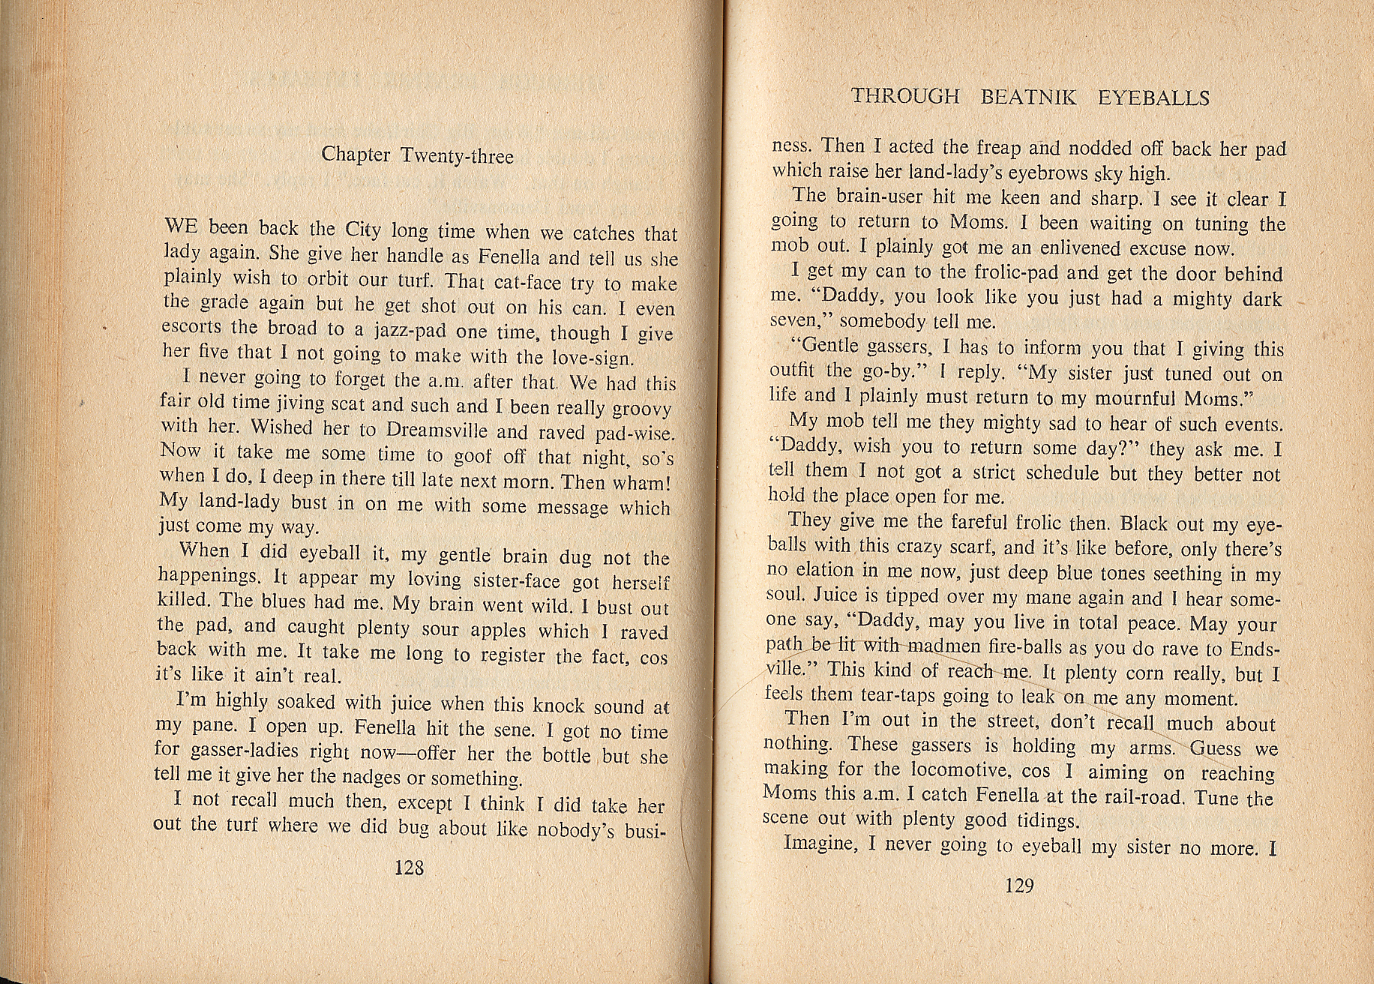 Chapter Twenty-three
WE been back the City long time when we catches that
lady again. She give her handle as Fenella and tell us she
plainly wish to orbit our turf. That cat-face try to make
the grade again but he get shot out on his can. I even
escorts the broad to a jazz-pad one time, though I give
her five that I not going to make with the love-sign.
I never going to forget the a.m. after that. We had this
fair old time jiving scat and such and I been really groovy
with her. Wished her to Dreamsville and raved pad-wise.
Now it take me some time to goof off that night, so's
when I do, I deep in there till late next morn. Then wham!
My land-lady bust in on me with some message which
just come my way.
When I did eyeball it, my gentle brain dug not the
happenings. It appear my loving sister-face got herself
killed. The blues had me. My brain went wild. I bust out
the pad, and caught plenty sour apples which I raved
back with me. It take me long to register the fact, cos
it's like it ain't real.
I'm highly soaked with juice when this knock sound at
my pane. I open up. Fenella hit the sene. I got no time
for gasser-ladies right now—offer her the bottle but she
tell me it give her the nadges or something.
I not recall much then, except I think I did take her
out the turf where we did bug about like nobody's busi-
128
THROUGH BEATNIK EYEBALLS
ness. Then I acted the freap and nodded off back her pad
which raise her land-lady's eyebrows sky high.
The brain-user hit me keen and sharp. I see it clear I
going to return to Moms. I been waiting on tuning the
mob out. I plainly got me an enlivened excuse now.
I get my can to the frolic-pad and get the door behind
me. “Daddy, you look like you just had a mighty dark
seven,” somebody tell me.
“Gentle gassers, I has to inform you that I giving this
outfit the go-by.” I reply. “My sister just tuned out on
life and I plainly must return to my mournful Moms.”
My mob tell me they mighty sad to hear of such events.
“Daddy, wish you to return some day?” they ask me. I
tell them I not got a strict schedule but they better not
hold the place open for me.
They give me the fareful frolic then. Black out my eye-
balls with this crazy scarf, and it's like before, only there's
no elation in me now, just deep blue tones seething in my
soul. Juice is tipped over my mane again and I hear some-
one say, “Daddy, may you live in total peace. May your
path be lit with madmen fire-balls as you do rave to Ends-
ville.” This kind of reach me. It plenty corn really, but I
feels them tear-taps going to leak on me any moment.
Then I'm out in the street, don't recall much about
nothing. These gassers is holding my arms. Guess we
making for the locomotive, cos I aiming on reaching
Moms this a.m. I catch Fenella at the rail-road. Tune the
scene out with plenty good tidings.
Imagine, I never going to eyeball my sister no more. I
129